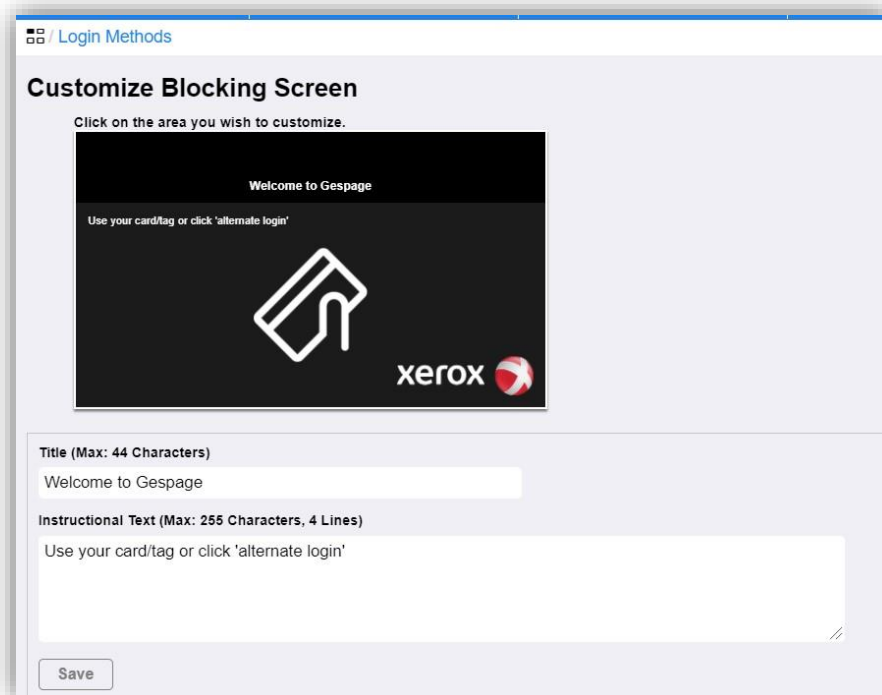 / Login Methods
Customize Blocking Screen
Click on the area you wish to customize.
Welcome to Gespage
Use your card/tag or click 'alternate login'
xerox
Title (Max: 44 Characters)
Welcome to Gespage
Instructional Text (Max: 255 Characters, 4 Lines)
Use your card/tag or click 'alternate login'
Save